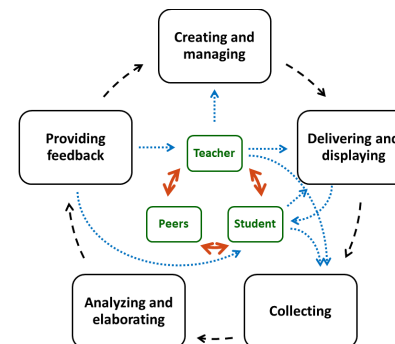 Creating and
managing
Providing
feedback
Teacher
Delivering and
displaying
Peers
Student
Analyzing and
elaborating
Collecting